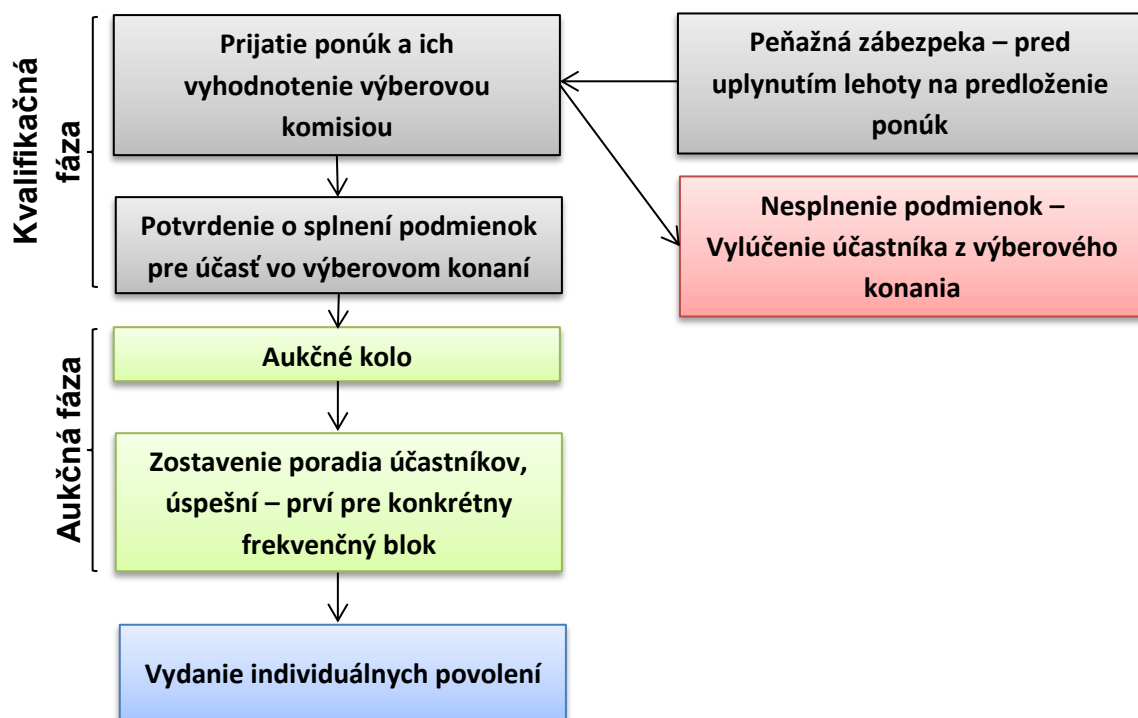 Kvalifikačná
fáza
Prijatie ponúk a ich
vyhodnotenie výberovou
komisiou
Peňažná zábezpeka – pred
uplynutím lehoty na predloženie
ponúk
Potvrdenie o splnení podmienok
pre účasť vo výberovom konaní
Nesplnenie podmienok –
Vylúčenie účastníka z výberového
konania
Aukčná fáza
Aukčné kolo
Zostavenie poradia účastníkov,
úspešní – prví pre konkrétny
frekvenčný blok
Vydanie individuálnych povolení